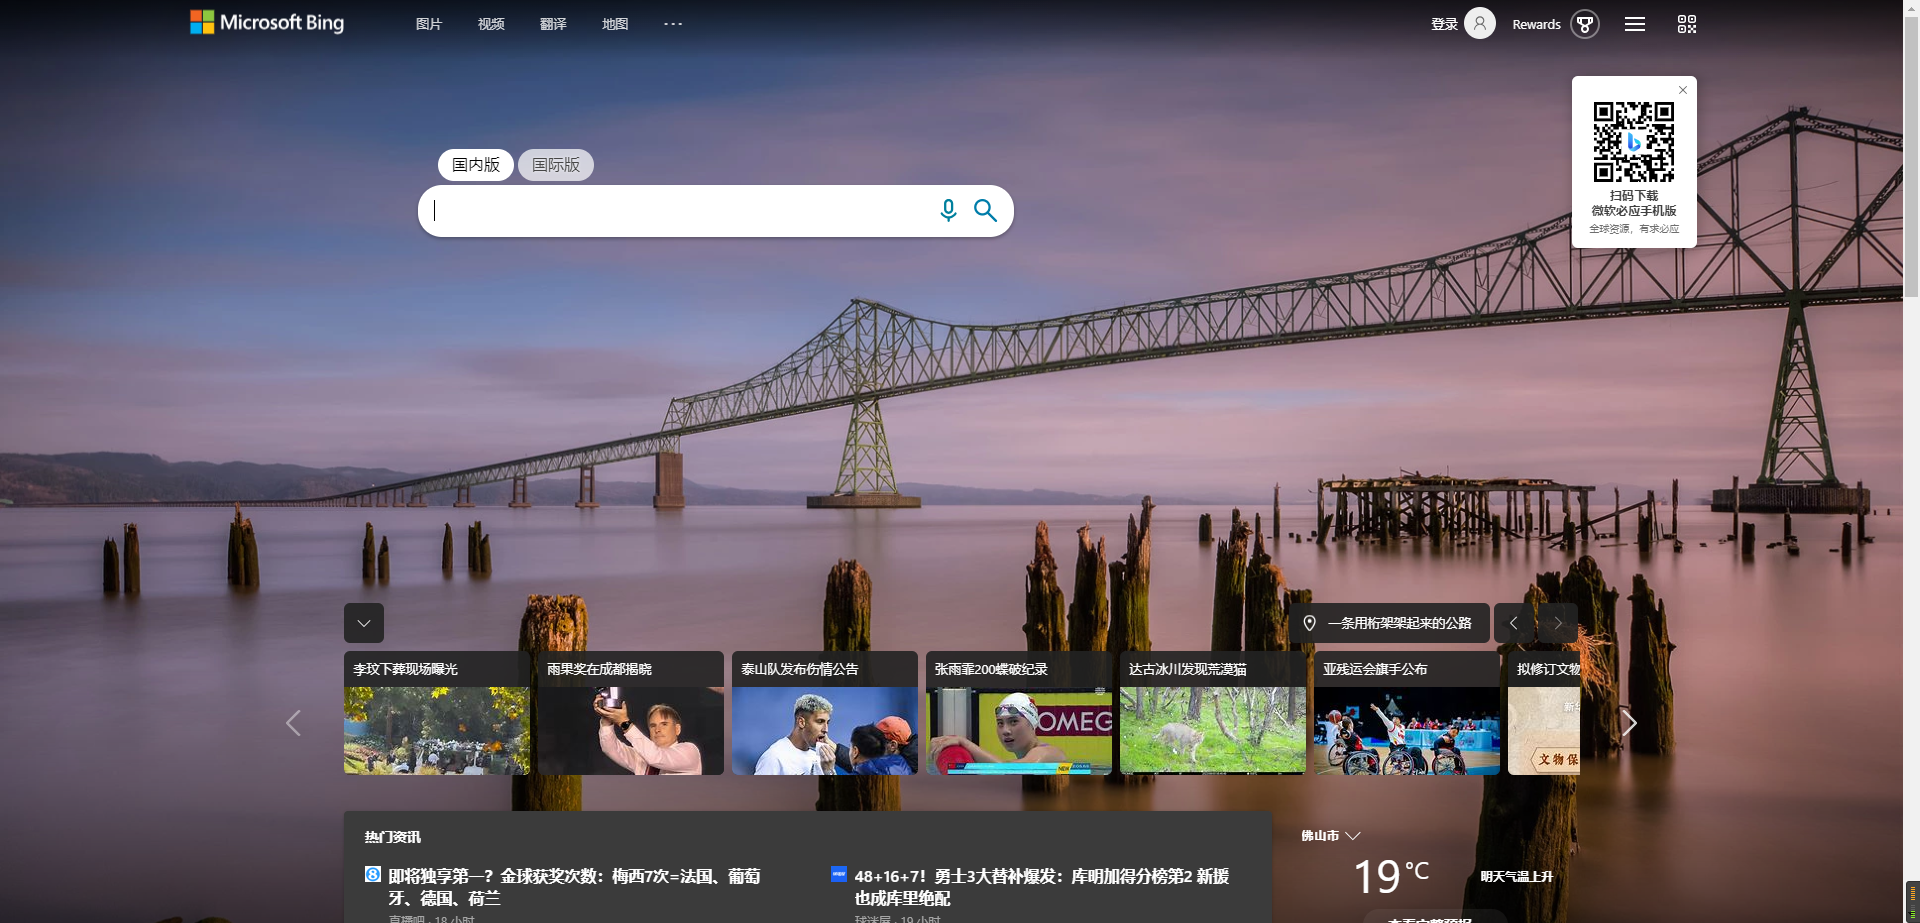 Microsoft Bing
图片 视频 翻译 地图 ···
登录 Rewards
国内版 国际版
扫码下载
微软必应手机版
全球资源，有求必应
一条用桁架架起来的公路
李玟下葬现场曝光
雨果奖在成都揭晓
泰山队发布伤情公告
张雨霏200蝶破纪录
达古冰川发现荒漠猫
亚残运会旗手公布
拟修订文物
OMEG
文物保
热门资讯
即将独享第一？金球获奖次数：梅西7次=法国、葡萄
牙、德国、荷兰
直播吧 · 18 小时
48+16+7！勇士3大替补爆发：库明加得分榜第2 新援
也成库里绝配
球迷屋 · 19 小时
佛山市
19°C
明天气温上升
查看完整预报